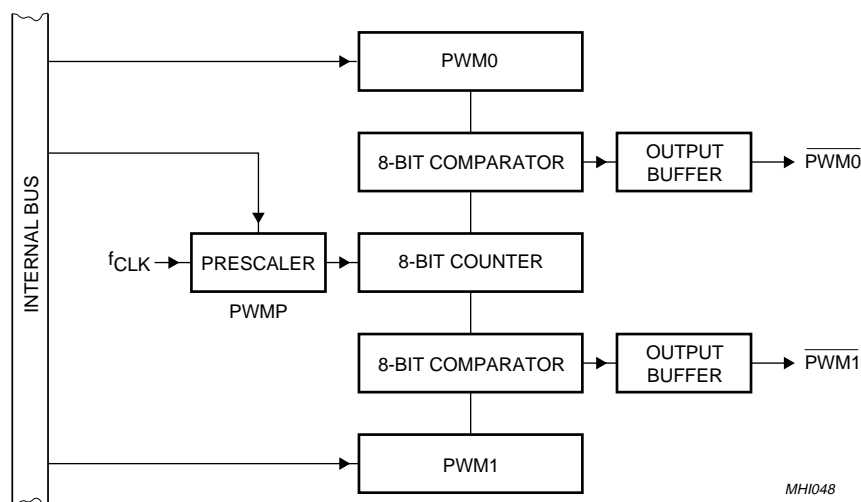 PWM0
8-BIT COMPARATOR
OUTPUT
BUFFER
PWM0
INTERNAL BUS
fCLK
PRESCALER
8-BIT COUNTER
PWMP
8-BIT COMPARATOR
OUTPUT
BUFFER
PWM1
PWM1
MHI048